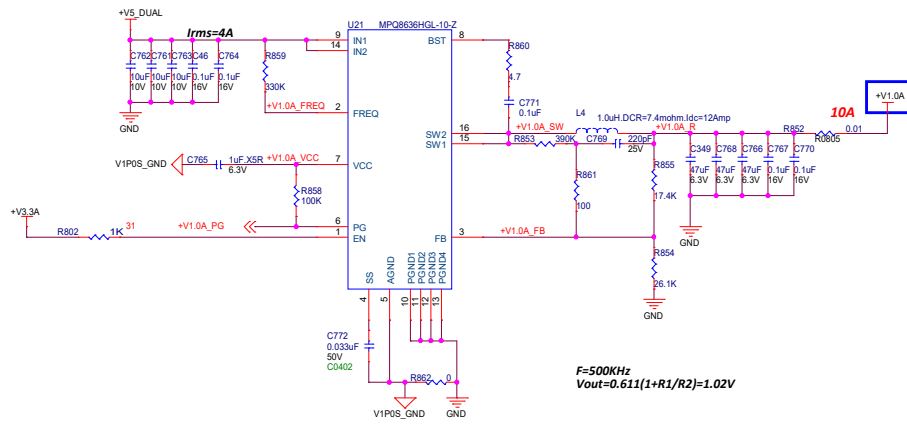 +V5_DUAL
Irms=4A
U21
MPQ8636HGL-10-Z
9
IN1
14
IN2
BST
8
C762
10uF
10V
C761
10uF
10V
C763
10uF
10V
C46
0.1uF
16V
C764
0.1uF
16V
R859
330K
GND
+V1.0A_FREQ
2
FREQ
R860
4.7
C771
0.1uF
L4
1.0uH.DCR=7.4mohm.Idc=12Amp
SW2
16
+V1.0A_SW
SW1
15
R853
390K
C769
220pF
25V
+V1.0A_R
10A
R852
0.01
R0805
+V1.0A
C349
47uF
6.3V
C768
47uF
6.3V
C766
47uF
6.3V
C767
0.1uF
16V
C770
0.1uF
16V
GND
V1P0S_GND
C765
1uF.X5R
6.3V
+V1.0A_VCC
7
VCC
R858
100K
R861
100
R855
17.4K
+V3.3A
+V1.0A_PG
6
PG
R802
1K
31
1
EN
FB
3
+V1.0A_FB
R854
26.1K
GND
SS
AGND
PGND1
PGND2
PGND3
PGND4
4
5
10
11
12
13
C772
0.033uF
50V
C0402
R862
0
V1P0S_GND
GND
F=500KHz
Vout=0.611(1+R1/R2)=1.02V